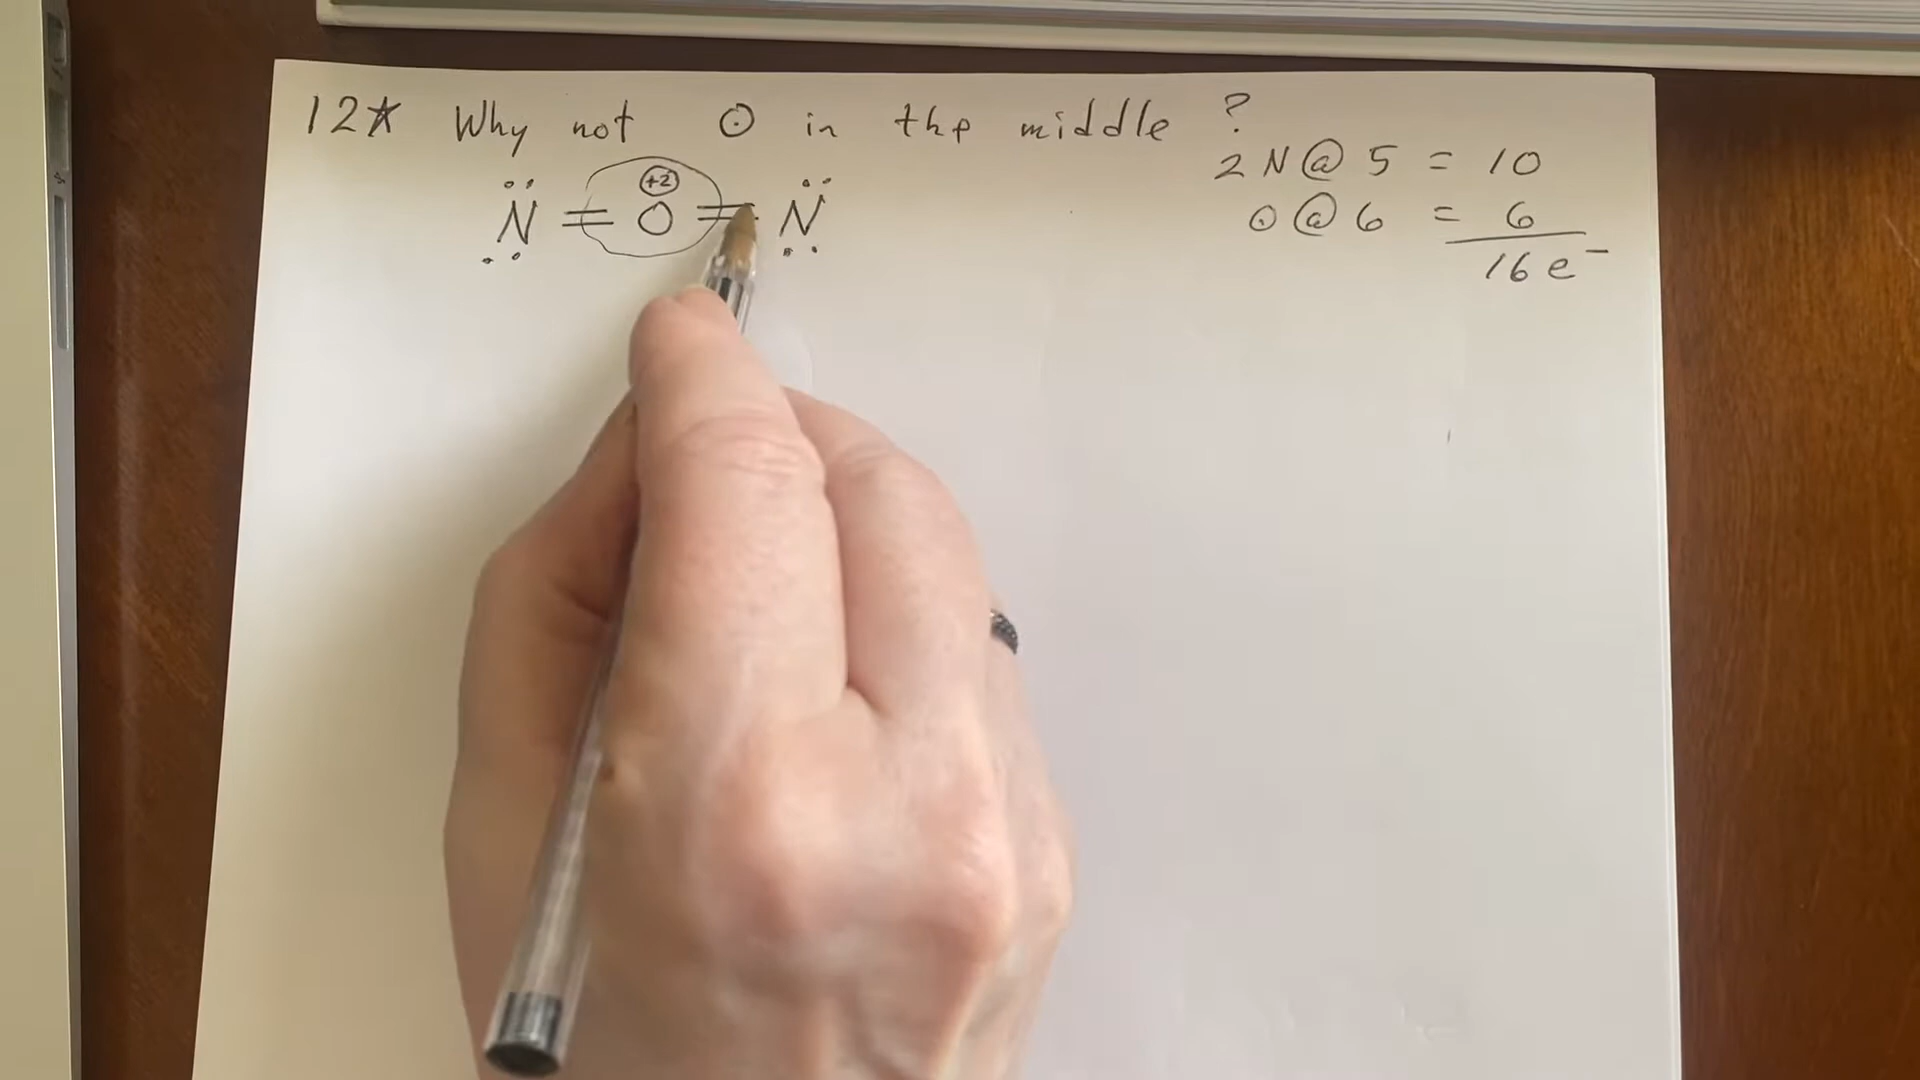 12* Why not O in the middle ?
2 N @ 5 = 10
O @ 6 = 6
16 e⁻
+2
N = O = N